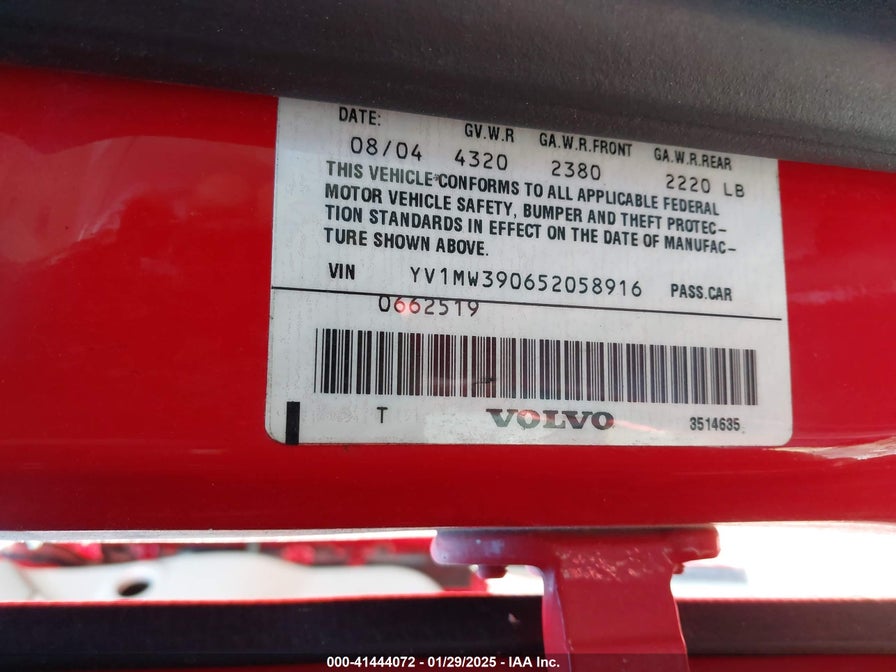 DATE: GV.W.R GA.W.R.FRONT GA.W.R.REAR
08/04 4320 2380 2220 LB
THIS VEHICLE CONFORMS TO ALL APPLICABLE FEDERAL
MOTOR VEHICLE SAFETY, BUMPER AND THEFT PROTEC-
TION STANDARDS IN EFFECT ON THE DATE OF MANUFAC-
TURE SHOWN ABOVE.
VIN YV1MW390652058916 PASS.CAR
0662519
T VOLVO 3514635
000-41444072 — 01/29/2025 — IAA Inc.